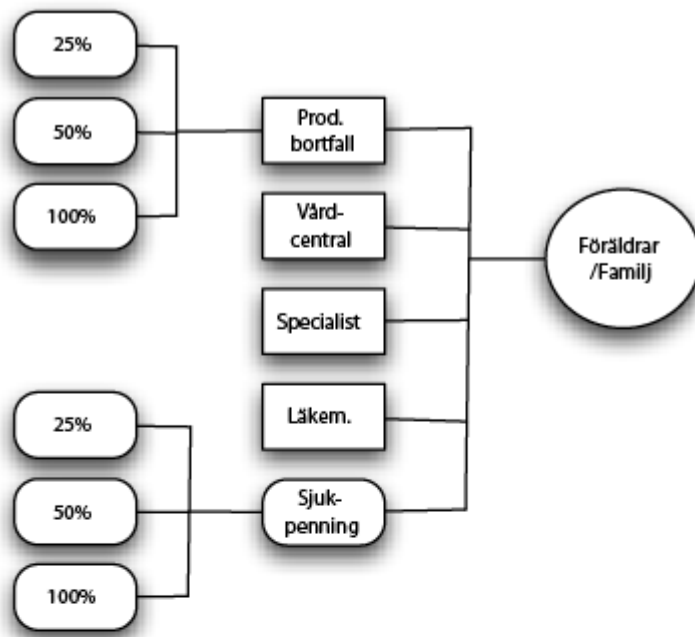 25%
50%
100%
Prod.
bortfall
Vård-
central
Specialist
Läkem.
Sjuk-
penning
25%
50%
100%
Föräldrar
/Familj